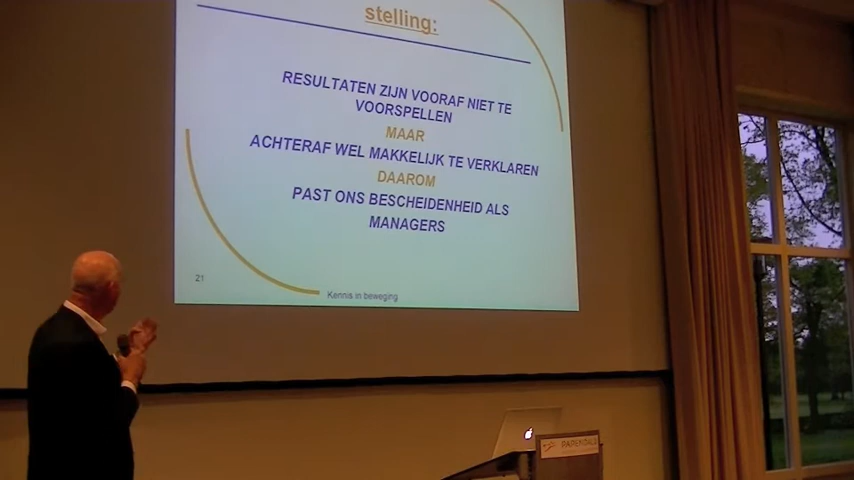 stelling:
RESULTATEN ZIJN VOORAF NIET TE
VOORSPELLEN
MAAR
ACHTERAF WEL MAKKELIJK TE VERKLAREN
DAAROM
PAST ONS BESCHEIDENHEID ALS
MANAGERS
21
Kennis in beweging
PAPENDAL